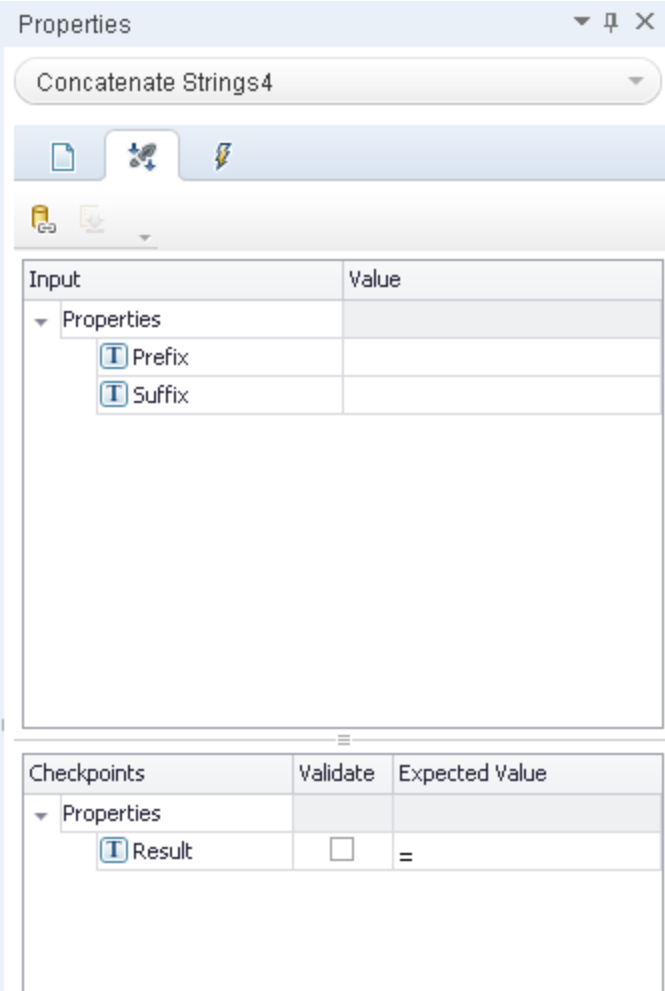 Properties
Concatenate Strings4
Input Value
Properties
T Prefix
T Suffix
Checkpoints Validate Expected Value
Properties
T Result =